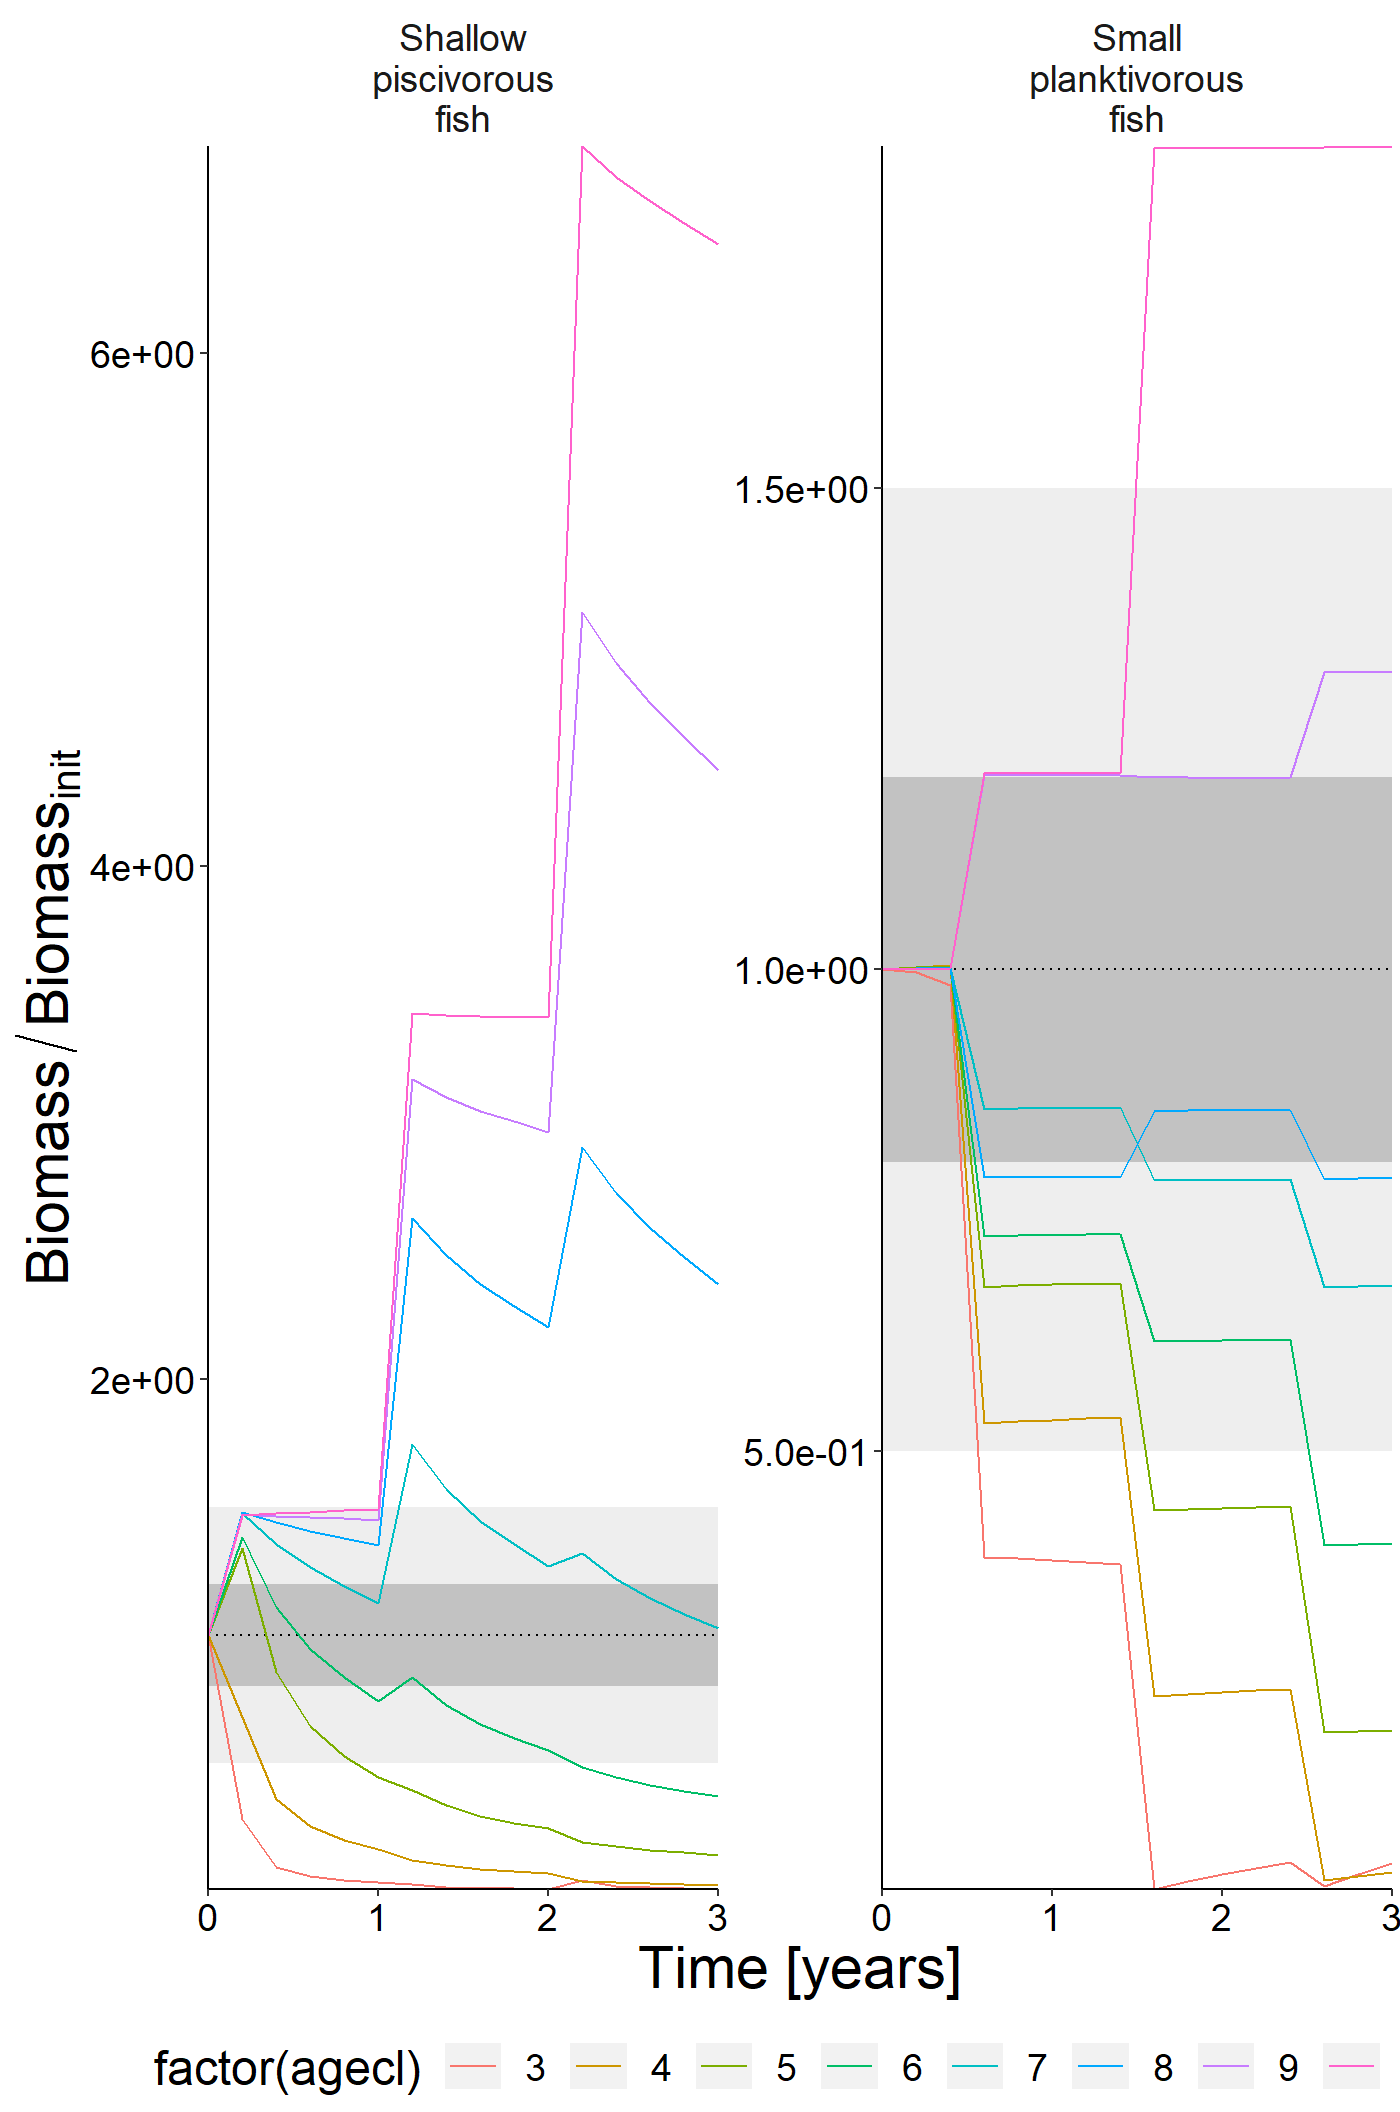 Shallow
piscivorous
fish
Small
planktivorous
fish
Biomass / Biomassinit
6e+00
4e+00
2e+00
1.5e+00
1.0e+00
5.0e-01
0 1 2 3
0 1 2 3
Time [years]
factor(agecl) 3 4 5 6 7 8 9